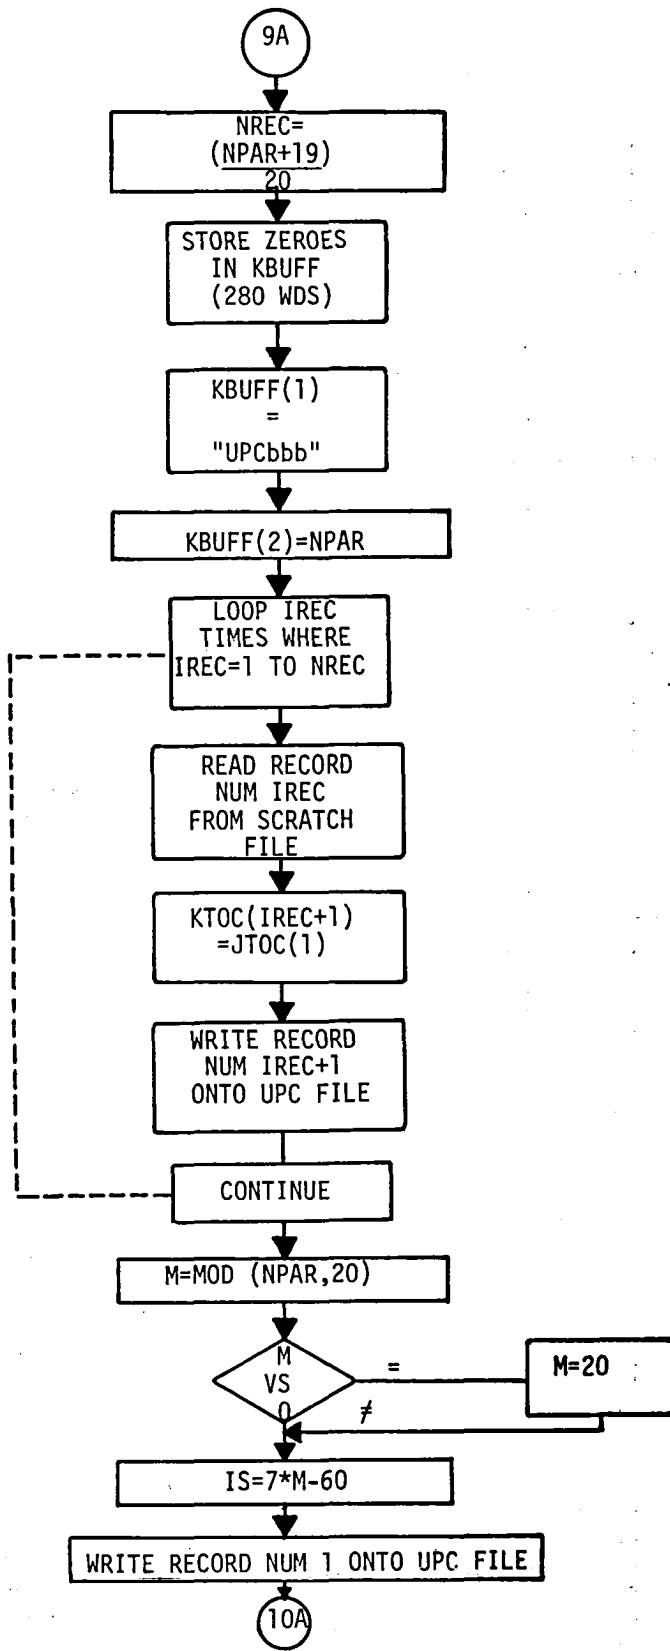 9A
NREC=
(NPAR+19)
20
STORE ZEROES
IN KBUFF
(280 WDS)
KBUFF(1)
=
"UPCbbb"
KBUFF(2)=NPAR
LOOP IREC
TIMES WHERE
IREC=1 TO NREC
READ RECORD
NUM IREC
FROM SCRATCH
FILE
KTOC(IREC+1)
=JTOC(1)
WRITE RECORD
NUM IREC+1
ONTO UPC FILE
CONTINUE
M=MOD (NPAR,20)
M
VS
0
=
M=20
≠
IS=7*M-60
WRITE RECORD NUM 1 ONTO UPC FILE
10A